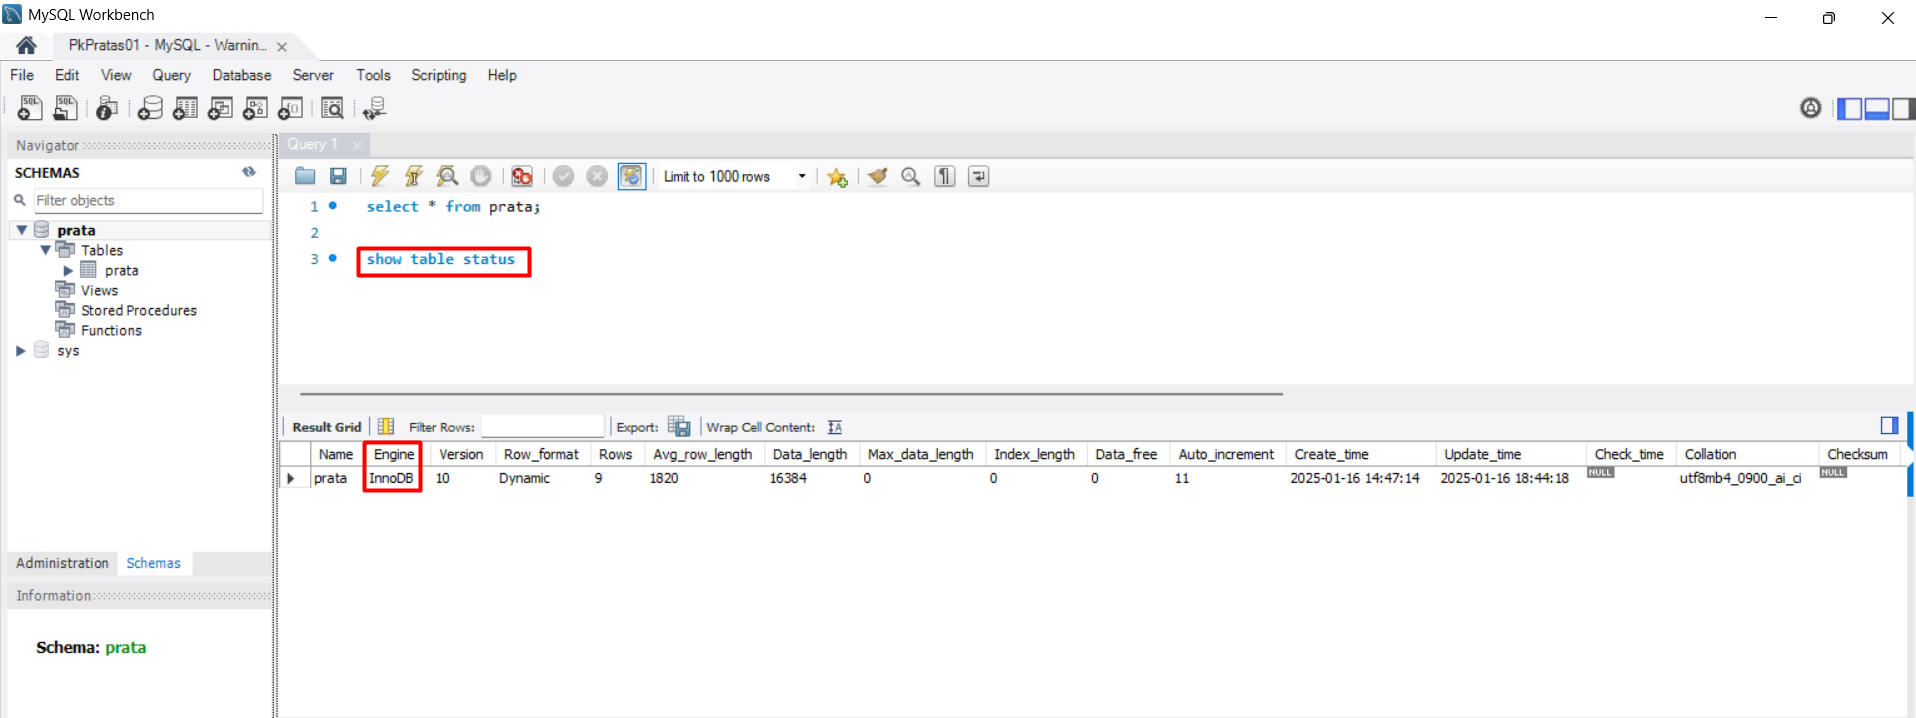 MySQL Workbench
PkPratas01 - MySQL - Warnin...
File Edit View Query Database Server Tools Scripting Help
SQL SQL
Navigator
Query 1
SCHEMAS
Limit to 1000 rows
Filter objects
1 select * from prata;
prata
2
Tables
3 show table status
prata
Views
Stored Procedures
Functions
sys
Result Grid Filter Rows: Export: Wrap Cell Content:
Name Engine Version Row_format Rows Avg_row_length Data_length Max_data_length Index_length Data_free Auto_increment Create_time Update_time Check_time Collation Checksum
prata InnoDB 10 Dynamic 9 1820 16384 0 0 0 11 2025-01-16 14:47:14 2025-01-16 18:44:18 NULL utf8mb4_0900_ai_ci NULL
Administration Schemas
Information
Schema: prata